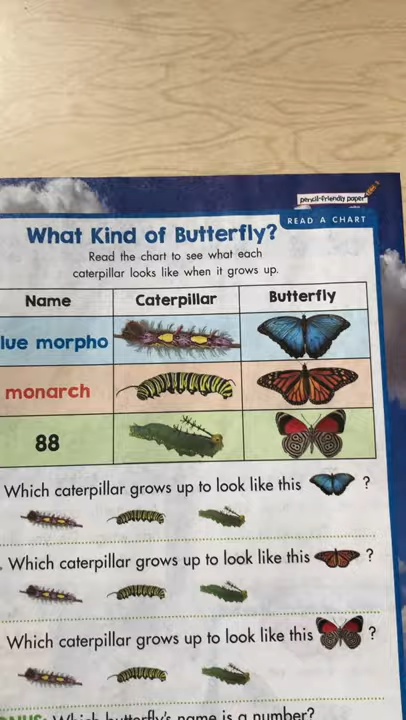 pencil-friendly paper
READ A CHART
What Kind of Butterfly?
Read the chart to see what each
caterpillar looks like when it grows up.
Name Caterpillar Butterfly
lue morpho
monarch
88
Which caterpillar grows up to look like this ?
. Which caterpillar grows up to look like this ?
Which caterpillar grows up to look like this ?
NUS: Which butterfly's name is a number?